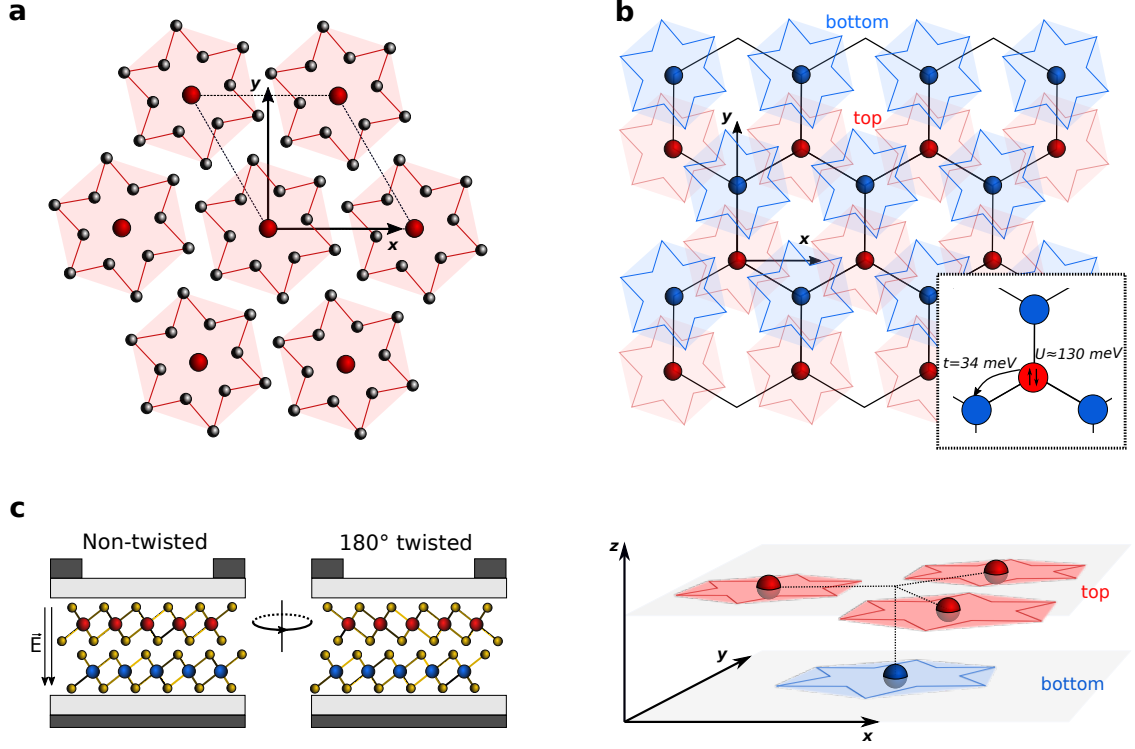 a
y
x
b
bottom
top
y
x
t=34 meV
U≈130 meV
c
Non-twisted
180° twisted
E⃗
z
top
y
bottom
x